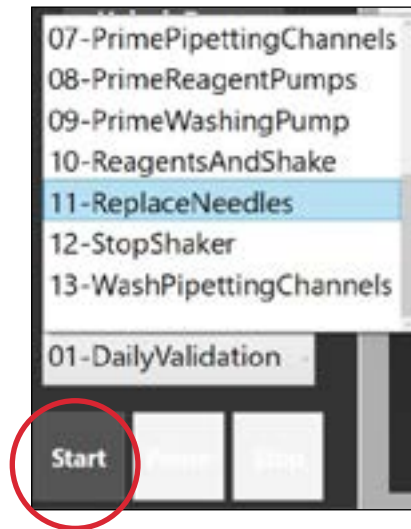 07-PrimePipettingChannels
08-PrimeReagentPumps
09-PrimeWashingPump
10-ReagentsAndShake
11-ReplaceNeedles
12-StopShaker
13-WashPipettingChannels
01-DailyValidation
Start